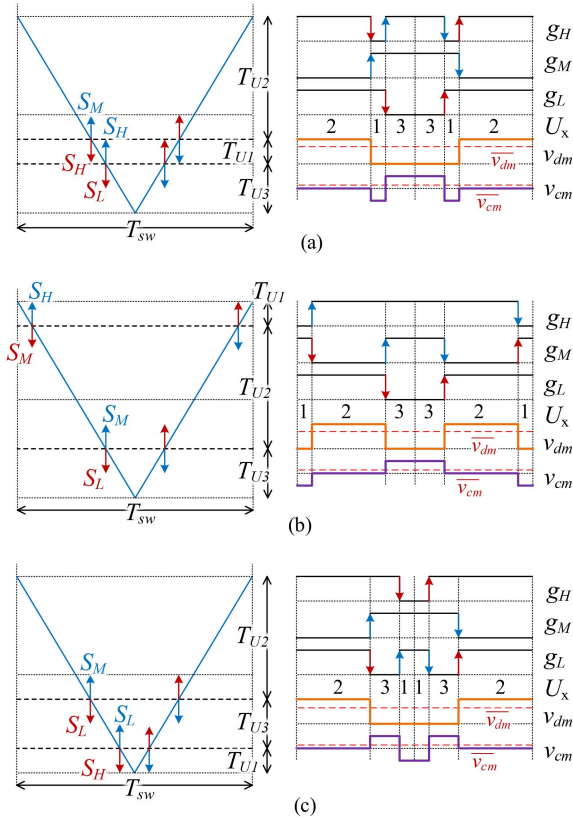 S_M
S_H
S_H
S_L
T_U2
T_U1
T_U3
T_sw
g_H
g_M
g_L
U_x
2 1 3 3 1 2
v_dm
v_dm
v_cm
v_cm
(a)
S_H
S_M
S_M
S_L
T_U1
T_U2
T_U3
T_sw
g_H
g_M
g_L
U_x
1 2 3 3 2 1
v_dm
v_dm
v_cm
v_cm
(b)
S_M
S_L
S_L
S_H
T_U2
T_U3
T_U1
T_sw
g_H
g_M
g_L
U_x
2 3 1 1 3 2
v_dm
v_dm
v_cm
v_cm
(c)